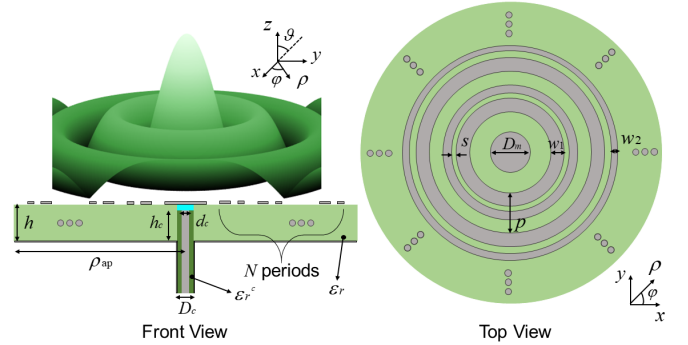 z
ϑ
y
x
φ
ρ
h
h_c
d_c
ρ_ap
N periods
ε_r^c
ε_r
D_c
Front View
s
D_m
w_1
w_2
p
y
ρ
φ
x
Top View